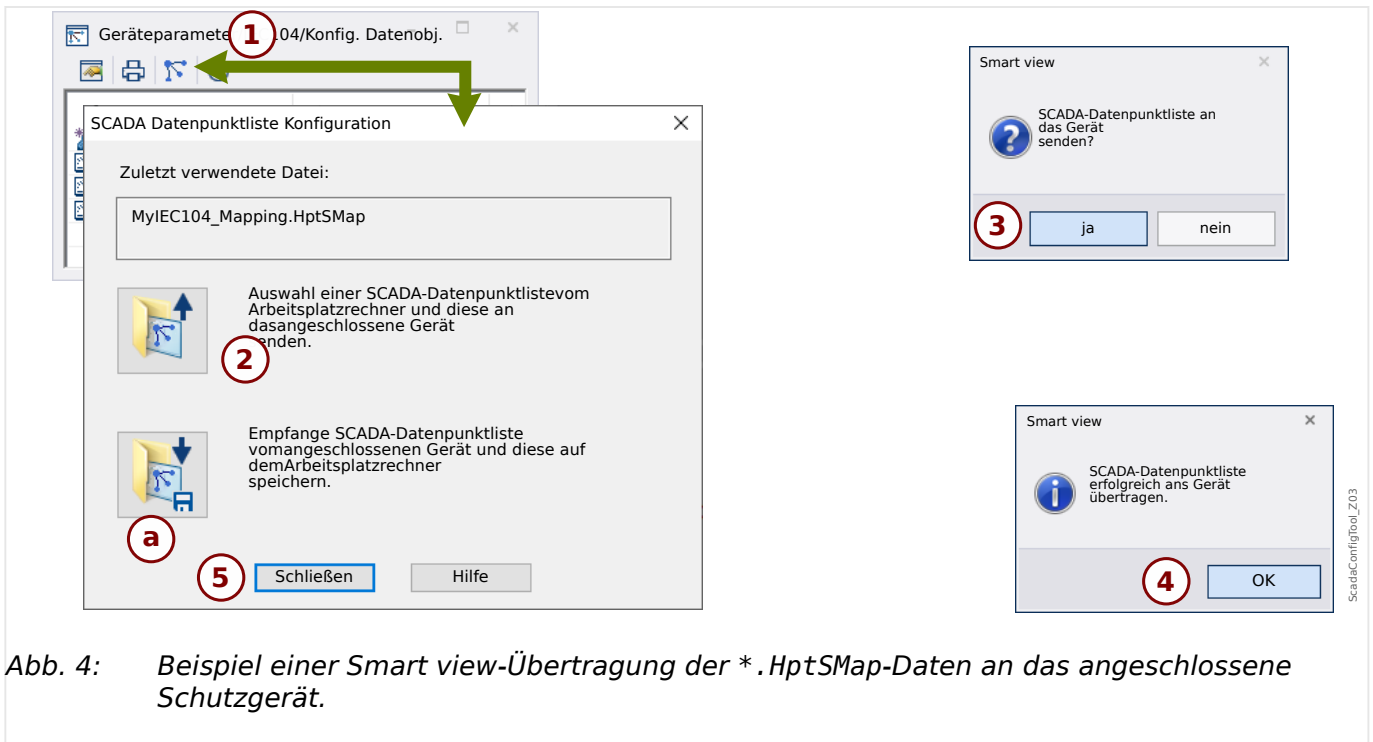 Geräteparamete 1 104/Konfig. Datenobj.
SCADA Datenpunktliste Konfiguration
Zuletzt verwendete Datei:
MyIEC104_Mapping.HptSMap
Auswahl einer SCADA-Datenpunktlistevom
Arbeitsplatzrechner und diese an
dasangeschlossene Gerät
enden.
2
Empfange SCADA-Datenpunktliste
vomangeschlossenen Gerät und diese auf
demArbeitsplatzrechner
speichern.
a
5 Schließen Hilfe
Smart view
SCADA-Datenpunktliste an
das Gerät
senden?
3 ja nein
Smart view
SCADA-Datenpunktliste
erfolgreich ans Gerät
übertragen.
4 OK
ScadaConfigTool_Z03
Abb. 4: Beispiel einer Smart view-Übertragung der *.HptSMap-Daten an das angeschlossene
Schutzgerät.